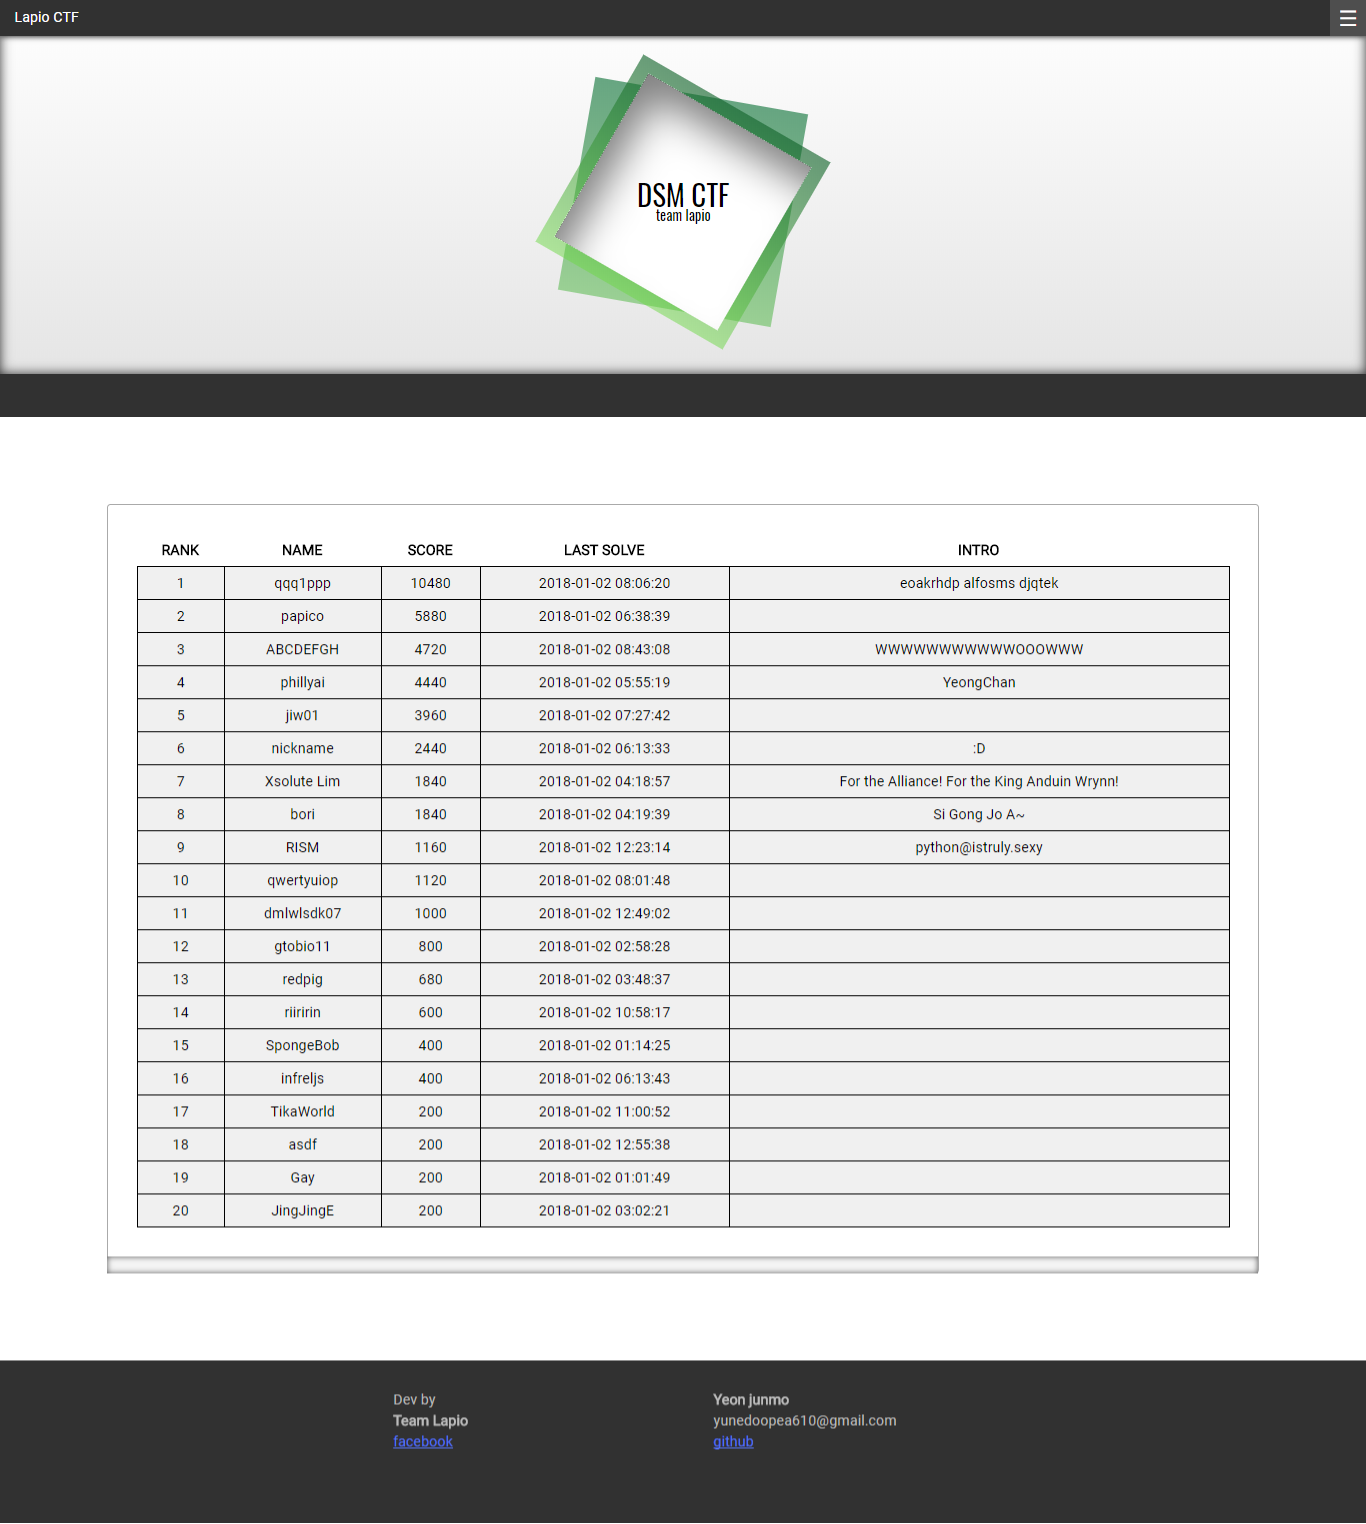 Lapio CTF
DSM CTF
team lapio
RANK NAME SCORE LAST SOLVE INTRO
1 qqq1ppp 10480 2018-01-02 08:06:20 eoakrhdp alfosms djqtek
2 papico 5880 2018-01-02 06:38:39
3 ABCDEFGH 4720 2018-01-02 08:43:08 WWWWWWWWWWWOOOWWW
4 phillyai 4440 2018-01-02 05:55:19 YeongChan
5 jiw01 3960 2018-01-02 07:27:42
6 nickname 2440 2018-01-02 06:13:33 :D
7 Xsolute Lim 1840 2018-01-02 04:18:57 For the Alliance! For the King Anduin Wrynn!
8 bori 1840 2018-01-02 04:19:39 Si Gong Jo A~
9 RISM 1160 2018-01-02 12:23:14 python@istruly.sexy
10 qwertyuiop 1120 2018-01-02 08:01:48
11 dmlwlsdk07 1000 2018-01-02 12:49:02
12 gtobio11 800 2018-01-02 02:58:28
13 redpig 680 2018-01-02 03:48:37
14 riiririn 600 2018-01-02 10:58:17
15 SpongeBob 400 2018-01-02 01:14:25
16 infreljs 400 2018-01-02 06:13:43
17 TikaWorld 200 2018-01-02 11:00:52
18 asdf 200 2018-01-02 12:55:38
19 Gay 200 2018-01-02 01:01:49
20 JingJingE 200 2018-01-02 03:02:21
Dev by
Team Lapio
facebook
Yeon junmo
yunedoopea610@gmail.com
github